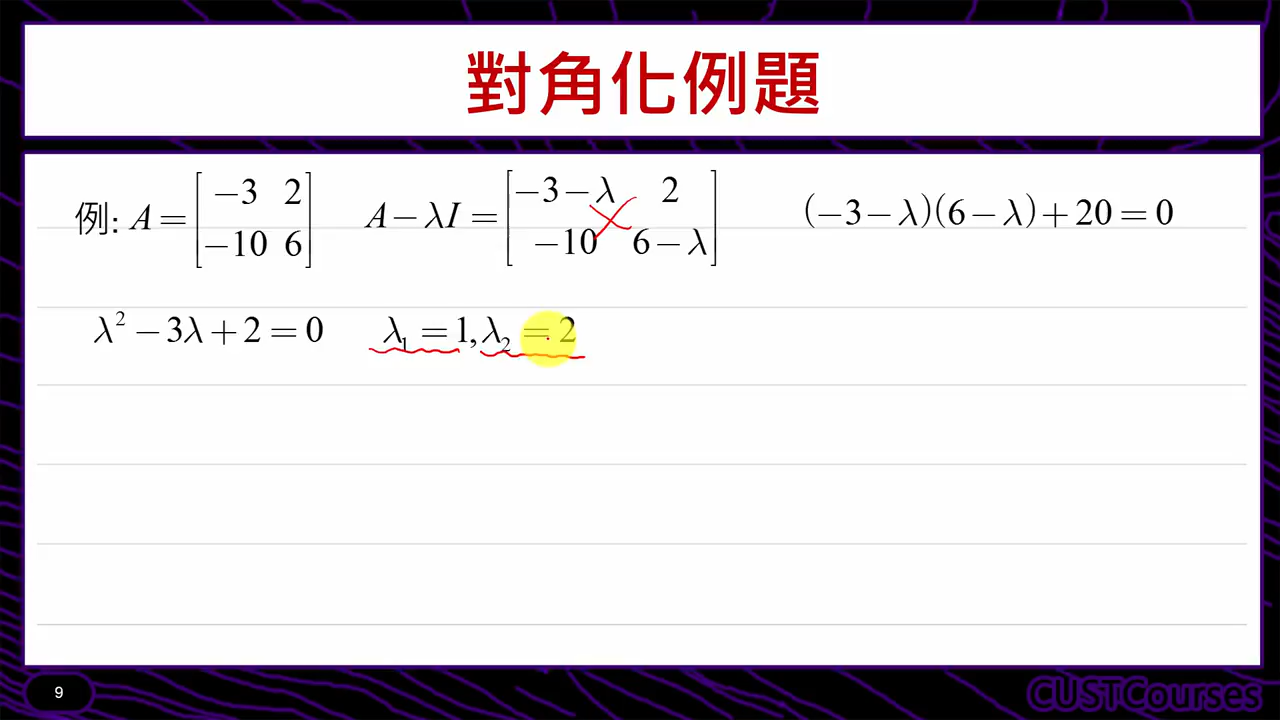 對角化例題
例: A = [ −3 2 ; −10 6 ] A − λI = [ −3 − λ 2 ; −10 6 − λ ] (−3 − λ)(6 − λ) + 20 = 0
λ² − 3λ + 2 = 0 λ₁ = 1, λ₂ = 2
9
CUSTCourses